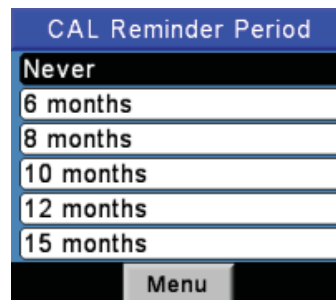 CAL Reminder Period
Never
6 months
8 months
10 months
12 months
15 months
Menu